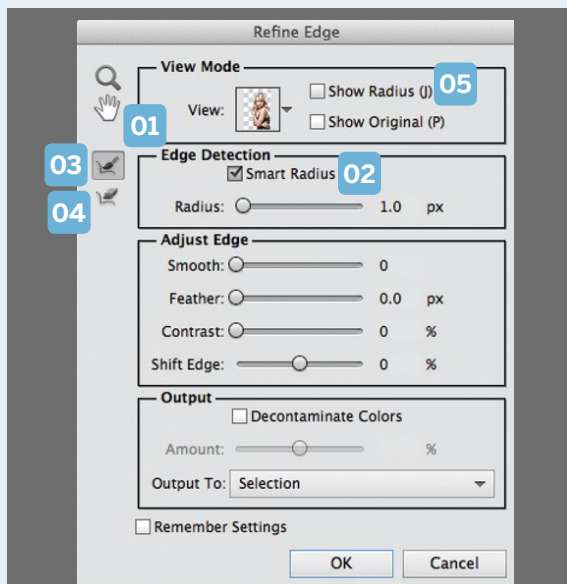 Refine Edge
View Mode
View:
Show Radius (J)
05
Show Original (P)
01
03
Edge Detection
Smart Radius
02
04
Radius: 1.0 px
Adjust Edge
Smooth: 0
Feather: 0.0 px
Contrast: 0 %
Shift Edge: 0 %
Output
Decontaminate Colors
Amount: %
Output To: Selection
Remember Settings
OK Cancel